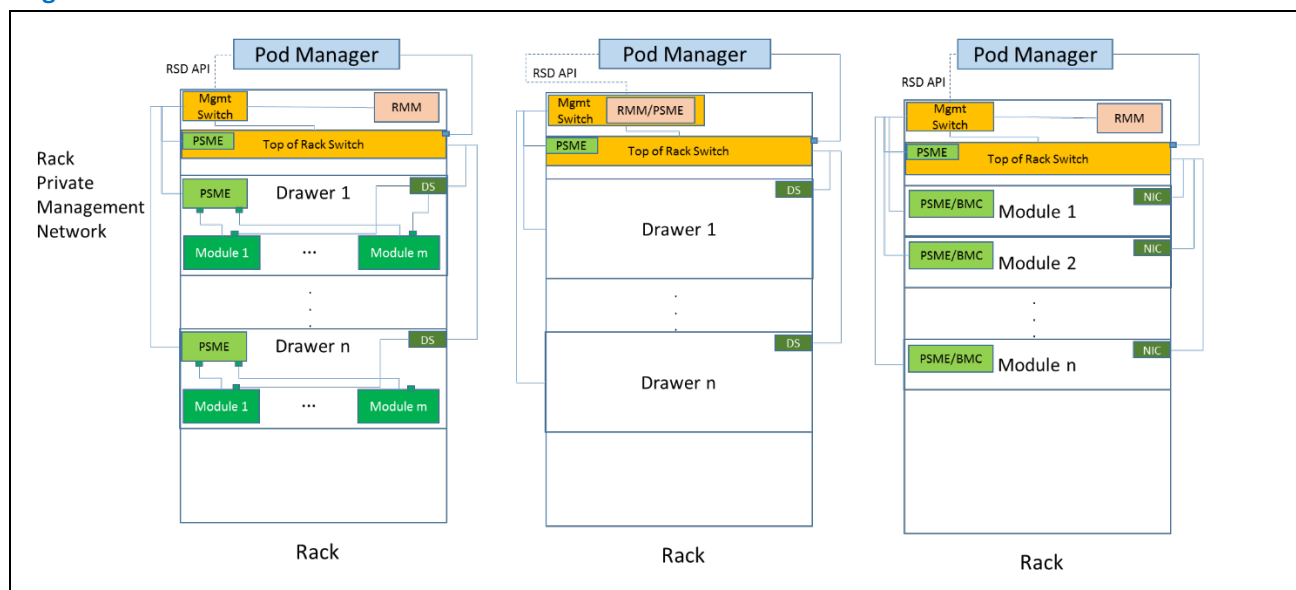 Pod Manager
RSD API
Mgmt
Switch
RMM
PSME
Top of Rack Switch
Rack
Private
Management
Network
PSME
Drawer 1
DS
Module 1
...
Module m
.
.
.
PSME
Drawer n
DS
Module 1
...
Module m
Rack
Pod Manager
RSD API
Mgmt
Switch
RMM/PSME
PSME
Top of Rack Switch
DS
Drawer 1
.
.
.
DS
Drawer n
Rack
Pod Manager
RSD API
Mgmt
Switch
RMM
PSME
Top of Rack Switch
PSME/BMC
Module 1
NIC
PSME/BMC
Module 2
NIC
.
.
.
PSME/BMC
Module n
NIC
Rack